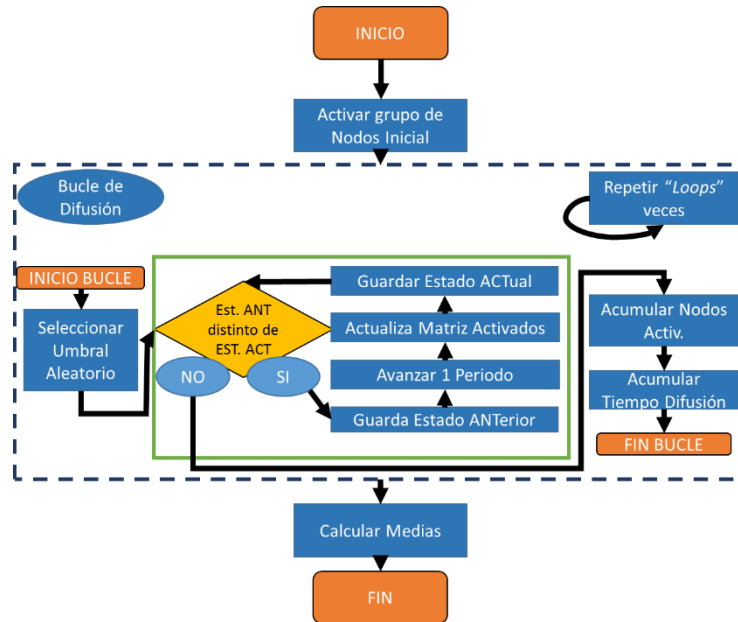 INICIO
Activar grupo de
Nodos Inicial
Bucle de
Difusión
Repetir “Loops”
veces
INICIO BUCLE
Seleccionar
Umbral
Aleatorio
Est. ANT
distinto de
EST. ACT
NO
SI
Guardar Estado ACTual
Actualiza Matriz Activados
Avanzar 1 Periodo
Guarda Estado ANTerior
Acumular Nodos
Activ.
Acumular
Tiempo Difusión
FIN BUCLE
Calcular Medias
FIN